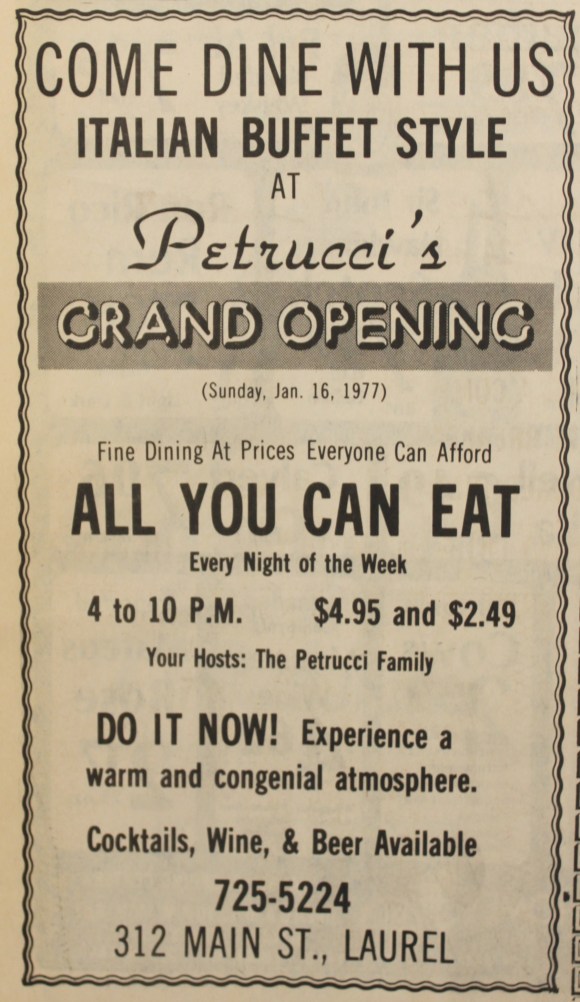 COME DINE WITH US
ITALIAN BUFFET STYLE
AT
Petrucci's
GRAND OPENING
(Sunday, Jan. 16, 1977)
Fine Dining At Prices Everyone Can Afford
ALL YOU CAN EAT
Every Night of the Week
4 to 10 P.M. $4.95 and $2.49
Your Hosts: The Petrucci Family
DO IT NOW! Experience a
warm and congenial atmosphere.
Cocktails, Wine, & Beer Available
725-5224
312 MAIN ST., LAUREL